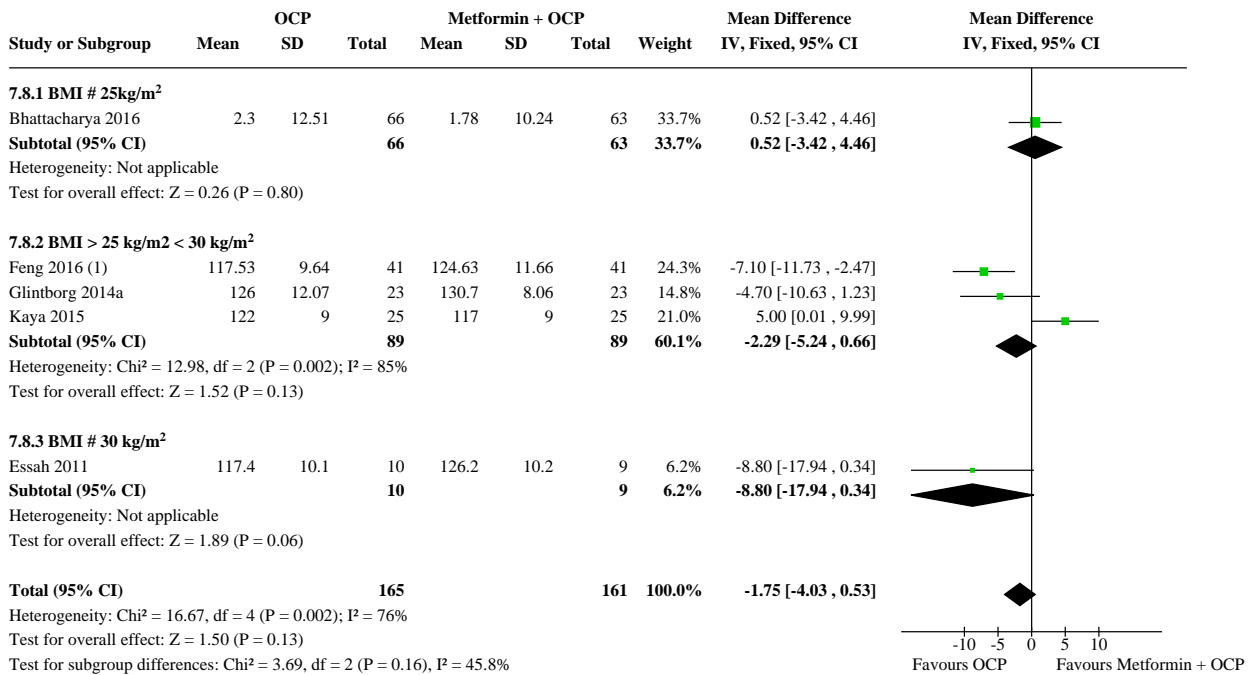 OCP Metformin + OCP Mean Difference Mean Difference
Study or Subgroup Mean SD Total Mean SD Total Weight IV, Fixed, 95% CI IV, Fixed, 95% CI
7.8.1 BMI # 25kg/m²
Bhattacharya 2016 2.3 12.51 66 1.78 10.24 63 33.7% 0.52 [-3.42 , 4.46]
Subtotal (95% CI) 66 63 33.7% 0.52 [-3.42 , 4.46]
Heterogeneity: Not applicable
Test for overall effect: Z = 0.26 (P = 0.80)
7.8.2 BMI > 25 kg/m2 < 30 kg/m²
Feng 2016 (1) 117.53 9.64 41 124.63 11.66 41 24.3% -7.10 [-11.73 , -2.47]
Glintborg 2014a 126 12.07 23 130.7 8.06 23 14.8% -4.70 [-10.63 , 1.23]
Kaya 2015 122 9 25 117 9 25 21.0% 5.00 [0.01 , 9.99]
Subtotal (95% CI) 89 89 60.1% -2.29 [-5.24 , 0.66]
Heterogeneity: Chi² = 12.98, df = 2 (P = 0.002); I² = 85%
Test for overall effect: Z = 1.52 (P = 0.13)
7.8.3 BMI # 30 kg/m²
Essah 2011 117.4 10.1 10 126.2 10.2 9 6.2% -8.80 [-17.94 , 0.34]
Subtotal (95% CI) 10 9 6.2% -8.80 [-17.94 , 0.34]
Heterogeneity: Not applicable
Test for overall effect: Z = 1.89 (P = 0.06)
Total (95% CI) 165 161 100.0% -1.75 [-4.03 , 0.53]
Heterogeneity: Chi² = 16.67, df = 4 (P = 0.002); I² = 76%
Test for overall effect: Z = 1.50 (P = 0.13) -10 -5 0 5 10
Test for subgroup differences: Chi² = 3.69, df = 2 (P = 0.16), I² = 45.8% Favours OCP Favours Metformin + OCP